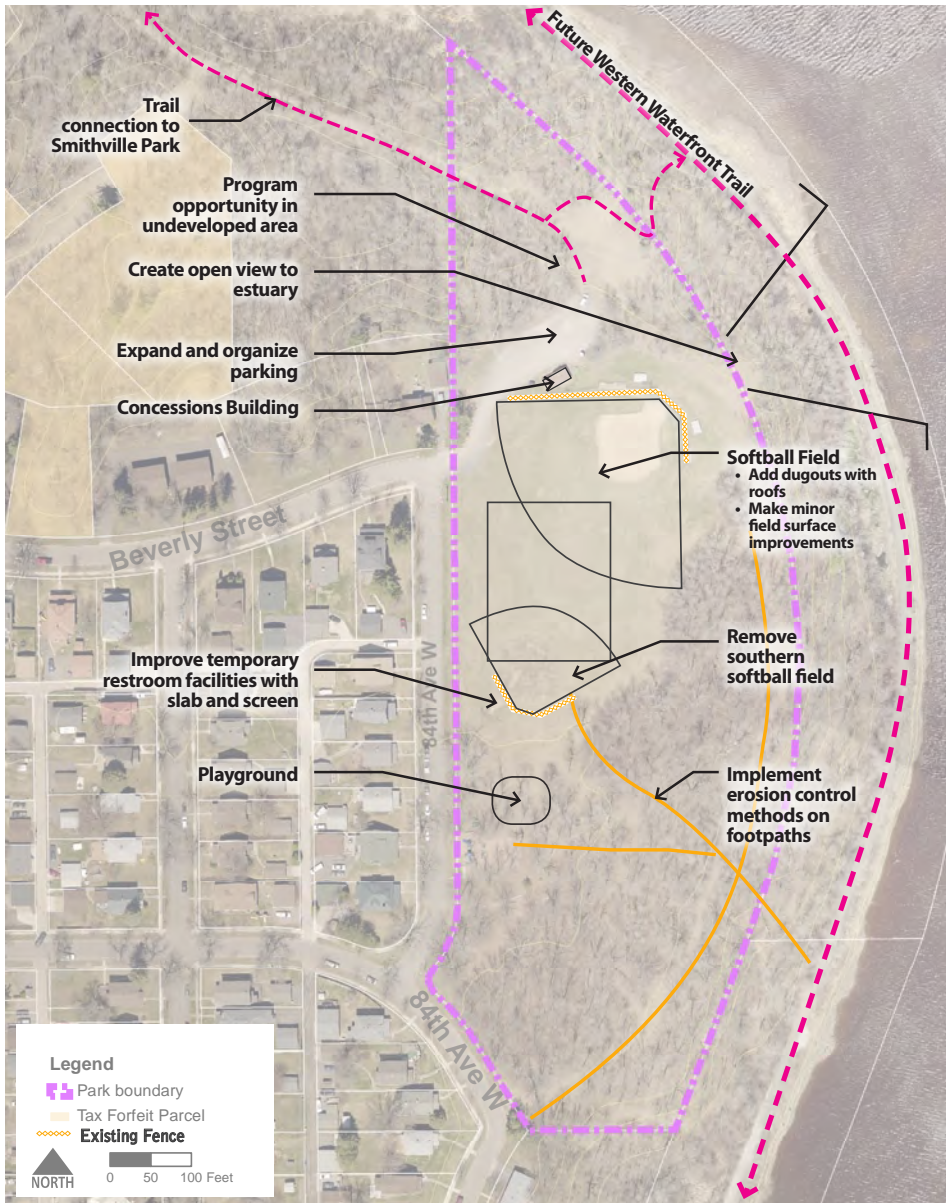 Future Western Waterfront Trail
Trail
connection to
Smithville Park
Program
opportunity in
undeveloped area
Create open view to
estuary
Expand and organize
parking
Concessions Building
Softball Field
• Add dugouts with
roofs
• Make minor
field surface
improvements
Beverly Street
Improve temporary
restroom facilities with
slab and screen
84th Ave W
Remove
southern
softball field
Playground
Implement
erosion control
methods on
footpaths
84th Ave W
Legend
Park boundary
Tax Forfeit Parcel
Existing Fence
NORTH
0 50 100 Feet